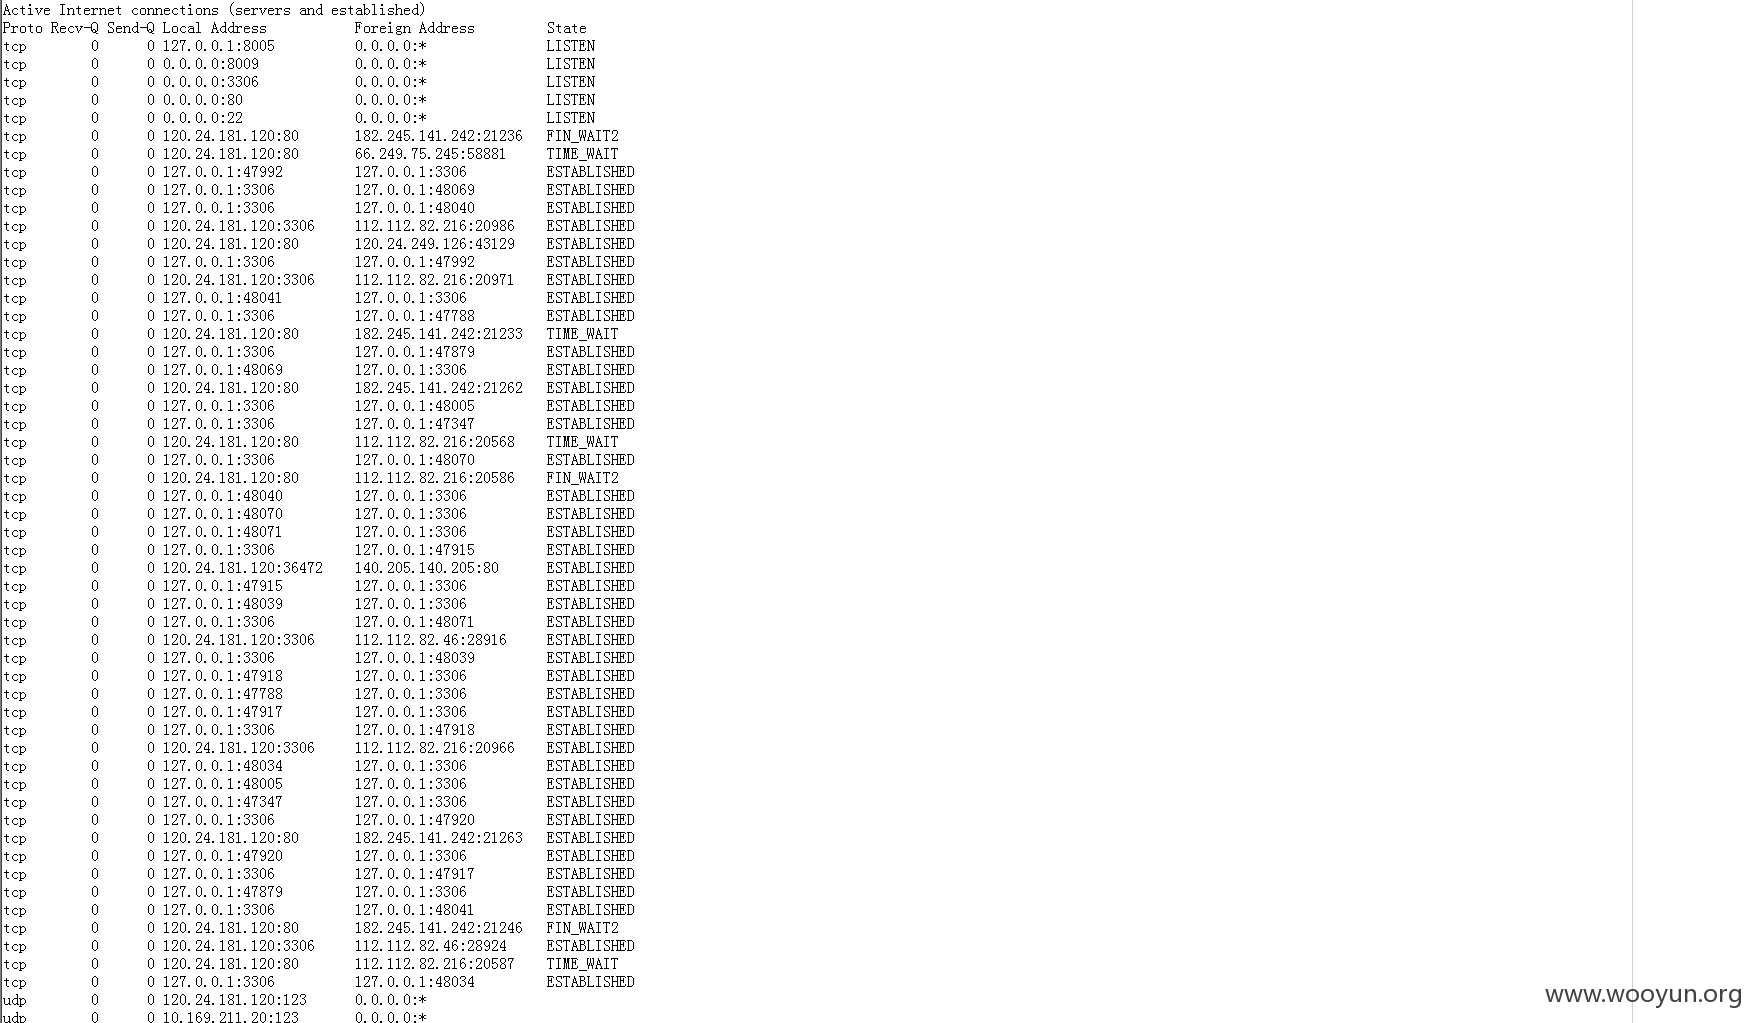 Active Internet connections (servers and established)
Proto Recv-Q Send-Q Local Address Foreign Address State
tcp 0 0 127.0.0.1:8005 0.0.0.0:* LISTEN
tcp 0 0 0.0.0.0:8009 0.0.0.0:* LISTEN
tcp 0 0 0.0.0.0:3306 0.0.0.0:* LISTEN
tcp 0 0 0.0.0.0:80 0.0.0.0:* LISTEN
tcp 0 0 0.0.0.0:22 0.0.0.0:* LISTEN
tcp 0 0 120.24.181.120:80 182.245.141.242:21236 FIN_WAIT2
tcp 0 0 120.24.181.120:80 66.249.75.245:58881 TIME_WAIT
tcp 0 0 127.0.0.1:47992 127.0.0.1:3306 ESTABLISHED
tcp 0 0 127.0.0.1:3306 127.0.0.1:48069 ESTABLISHED
tcp 0 0 127.0.0.1:3306 127.0.0.1:48040 ESTABLISHED
tcp 0 0 120.24.181.120:3306 112.112.82.216:20986 ESTABLISHED
tcp 0 0 120.24.181.120:80 120.24.249.126:43129 ESTABLISHED
tcp 0 0 127.0.0.1:3306 127.0.0.1:47992 ESTABLISHED
tcp 0 0 120.24.181.120:3306 112.112.82.216:20971 ESTABLISHED
tcp 0 0 127.0.0.1:48041 127.0.0.1:3306 ESTABLISHED
tcp 0 0 127.0.0.1:3306 127.0.0.1:47788 ESTABLISHED
tcp 0 0 120.24.181.120:80 182.245.141.242:21233 TIME_WAIT
tcp 0 0 127.0.0.1:3306 127.0.0.1:47879 ESTABLISHED
tcp 0 0 127.0.0.1:48069 127.0.0.1:3306 ESTABLISHED
tcp 0 0 120.24.181.120:80 182.245.141.242:21262 ESTABLISHED
tcp 0 0 127.0.0.1:3306 127.0.0.1:48005 ESTABLISHED
tcp 0 0 127.0.0.1:3306 127.0.0.1:47347 ESTABLISHED
tcp 0 0 120.24.181.120:80 112.112.82.216:20568 TIME_WAIT
tcp 0 0 127.0.0.1:3306 127.0.0.1:48070 ESTABLISHED
tcp 0 0 120.24.181.120:80 112.112.82.216:20586 FIN_WAIT2
tcp 0 0 127.0.0.1:48040 127.0.0.1:3306 ESTABLISHED
tcp 0 0 127.0.0.1:48070 127.0.0.1:3306 ESTABLISHED
tcp 0 0 127.0.0.1:48071 127.0.0.1:3306 ESTABLISHED
tcp 0 0 127.0.0.1:3306 127.0.0.1:47915 ESTABLISHED
tcp 0 0 120.24.181.120:36472 140.205.140.205:80 ESTABLISHED
tcp 0 0 127.0.0.1:47915 127.0.0.1:3306 ESTABLISHED
tcp 0 0 127.0.0.1:48039 127.0.0.1:3306 ESTABLISHED
tcp 0 0 127.0.0.1:3306 127.0.0.1:48071 ESTABLISHED
tcp 0 0 120.24.181.120:3306 112.112.82.46:28916 ESTABLISHED
tcp 0 0 127.0.0.1:3306 127.0.0.1:48039 ESTABLISHED
tcp 0 0 127.0.0.1:47918 127.0.0.1:3306 ESTABLISHED
tcp 0 0 127.0.0.1:47788 127.0.0.1:3306 ESTABLISHED
tcp 0 0 127.0.0.1:47917 127.0.0.1:3306 ESTABLISHED
tcp 0 0 127.0.0.1:3306 127.0.0.1:47918 ESTABLISHED
tcp 0 0 120.24.181.120:3306 112.112.82.216:20966 ESTABLISHED
tcp 0 0 127.0.0.1:48034 127.0.0.1:3306 ESTABLISHED
tcp 0 0 127.0.0.1:48005 127.0.0.1:3306 ESTABLISHED
tcp 0 0 127.0.0.1:47347 127.0.0.1:3306 ESTABLISHED
tcp 0 0 127.0.0.1:3306 127.0.0.1:47920 ESTABLISHED
tcp 0 0 120.24.181.120:80 182.245.141.242:21263 ESTABLISHED
tcp 0 0 127.0.0.1:47920 127.0.0.1:3306 ESTABLISHED
tcp 0 0 127.0.0.1:3306 127.0.0.1:47917 ESTABLISHED
tcp 0 0 127.0.0.1:47879 127.0.0.1:3306 ESTABLISHED
tcp 0 0 127.0.0.1:3306 127.0.0.1:48041 ESTABLISHED
tcp 0 0 120.24.181.120:80 182.245.141.242:21246 FIN_WAIT2
tcp 0 0 120.24.181.120:3306 112.112.82.46:28924 ESTABLISHED
tcp 0 0 120.24.181.120:80 112.112.82.216:20587 TIME_WAIT
tcp 0 0 127.0.0.1:3306 127.0.0.1:48034 ESTABLISHED
udp 0 0 120.24.181.120:123 0.0.0.0:*
udp 0 0 10.169.211.20:123 0.0.0.0:*
www.wooyun.org